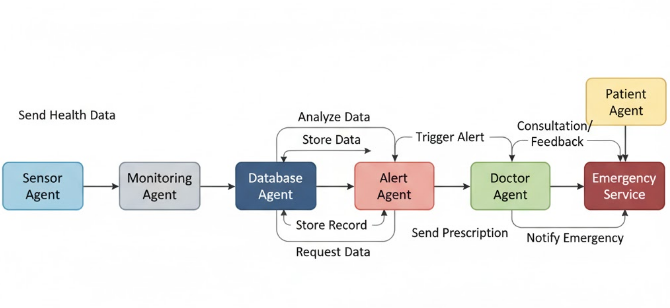 Patient
Agent
Send Health Data
Analyze Data
Store Data
Trigger Alert
Consultation/
Feedback
Sensor
Agent
Monitoring
Agent
Database
Agent
Alert
Agent
Doctor
Agent
Emergency
Service
Store Record
Send Prescription
Notify Emergency
Request Data